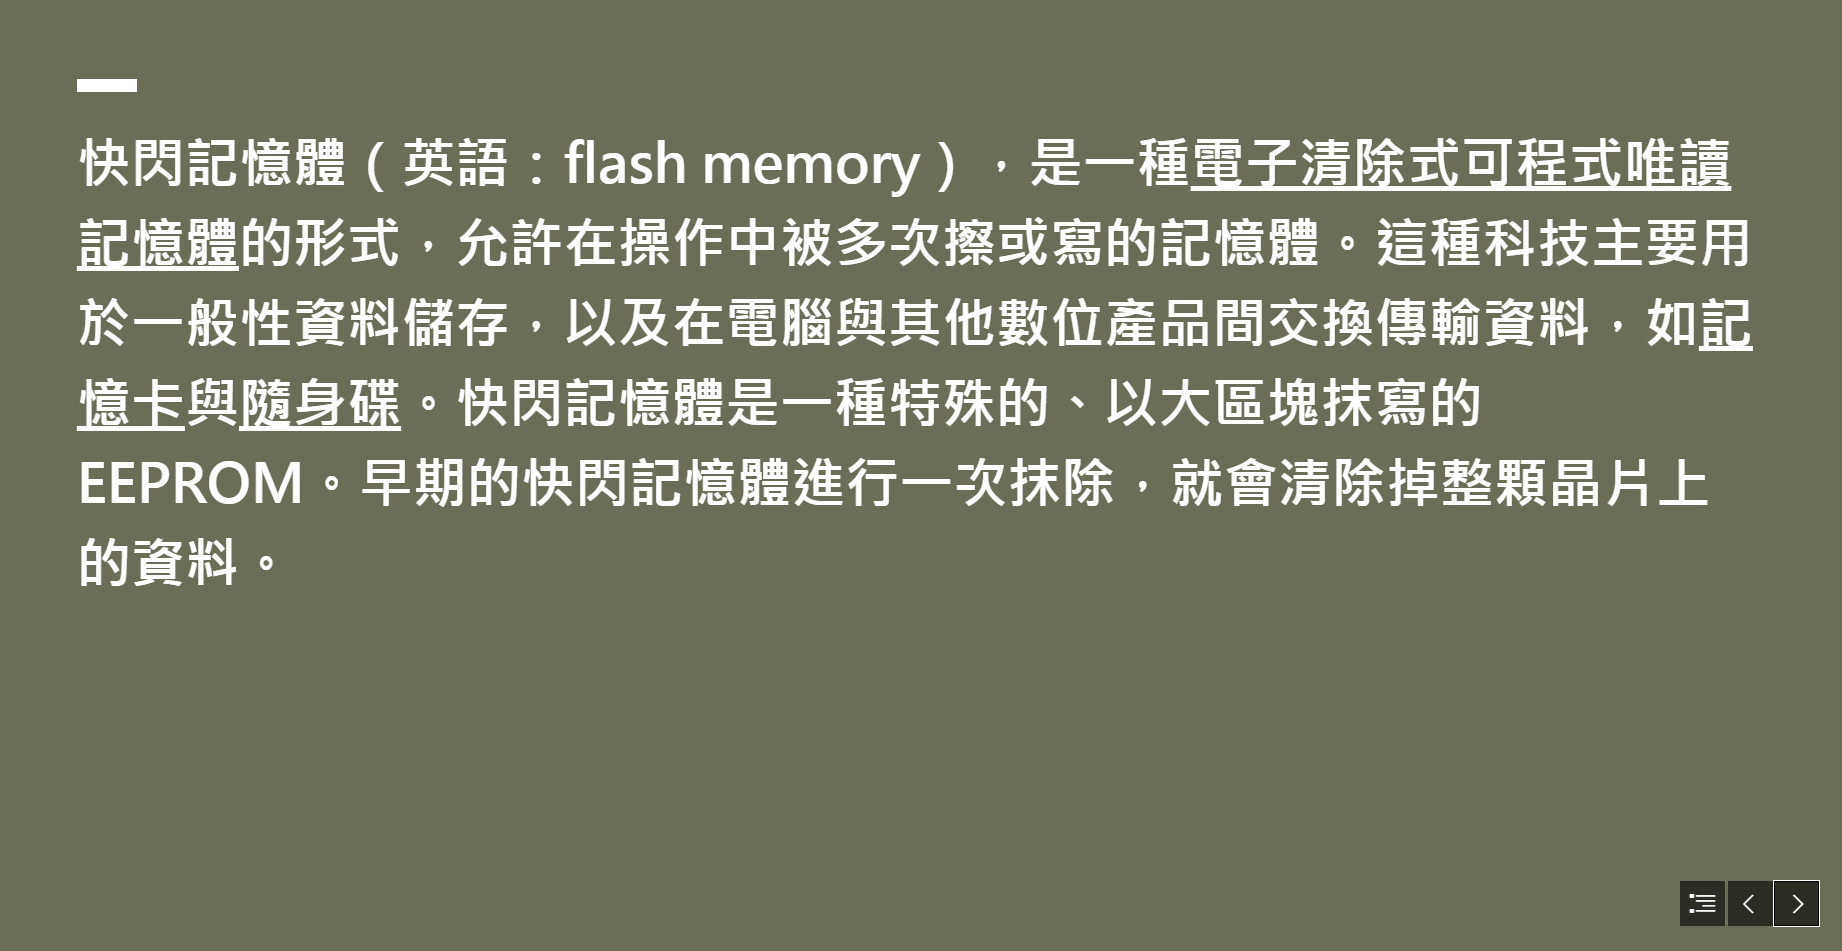 快閃記憶體（英語：flash memory），是一種電子清除式可程式唯讀
記憶體的形式，允許在操作中被多次擦或寫的記憶體。這種科技主要用
於一般性資料儲存，以及在電腦與其他數位產品間交換傳輸資料，如記
憶卡與隨身碟。快閃記憶體是一種特殊的、以大區塊抹寫的
EEPROM。早期的快閃記憶體進行一次抹除，就會清除掉整顆晶片上
的資料。